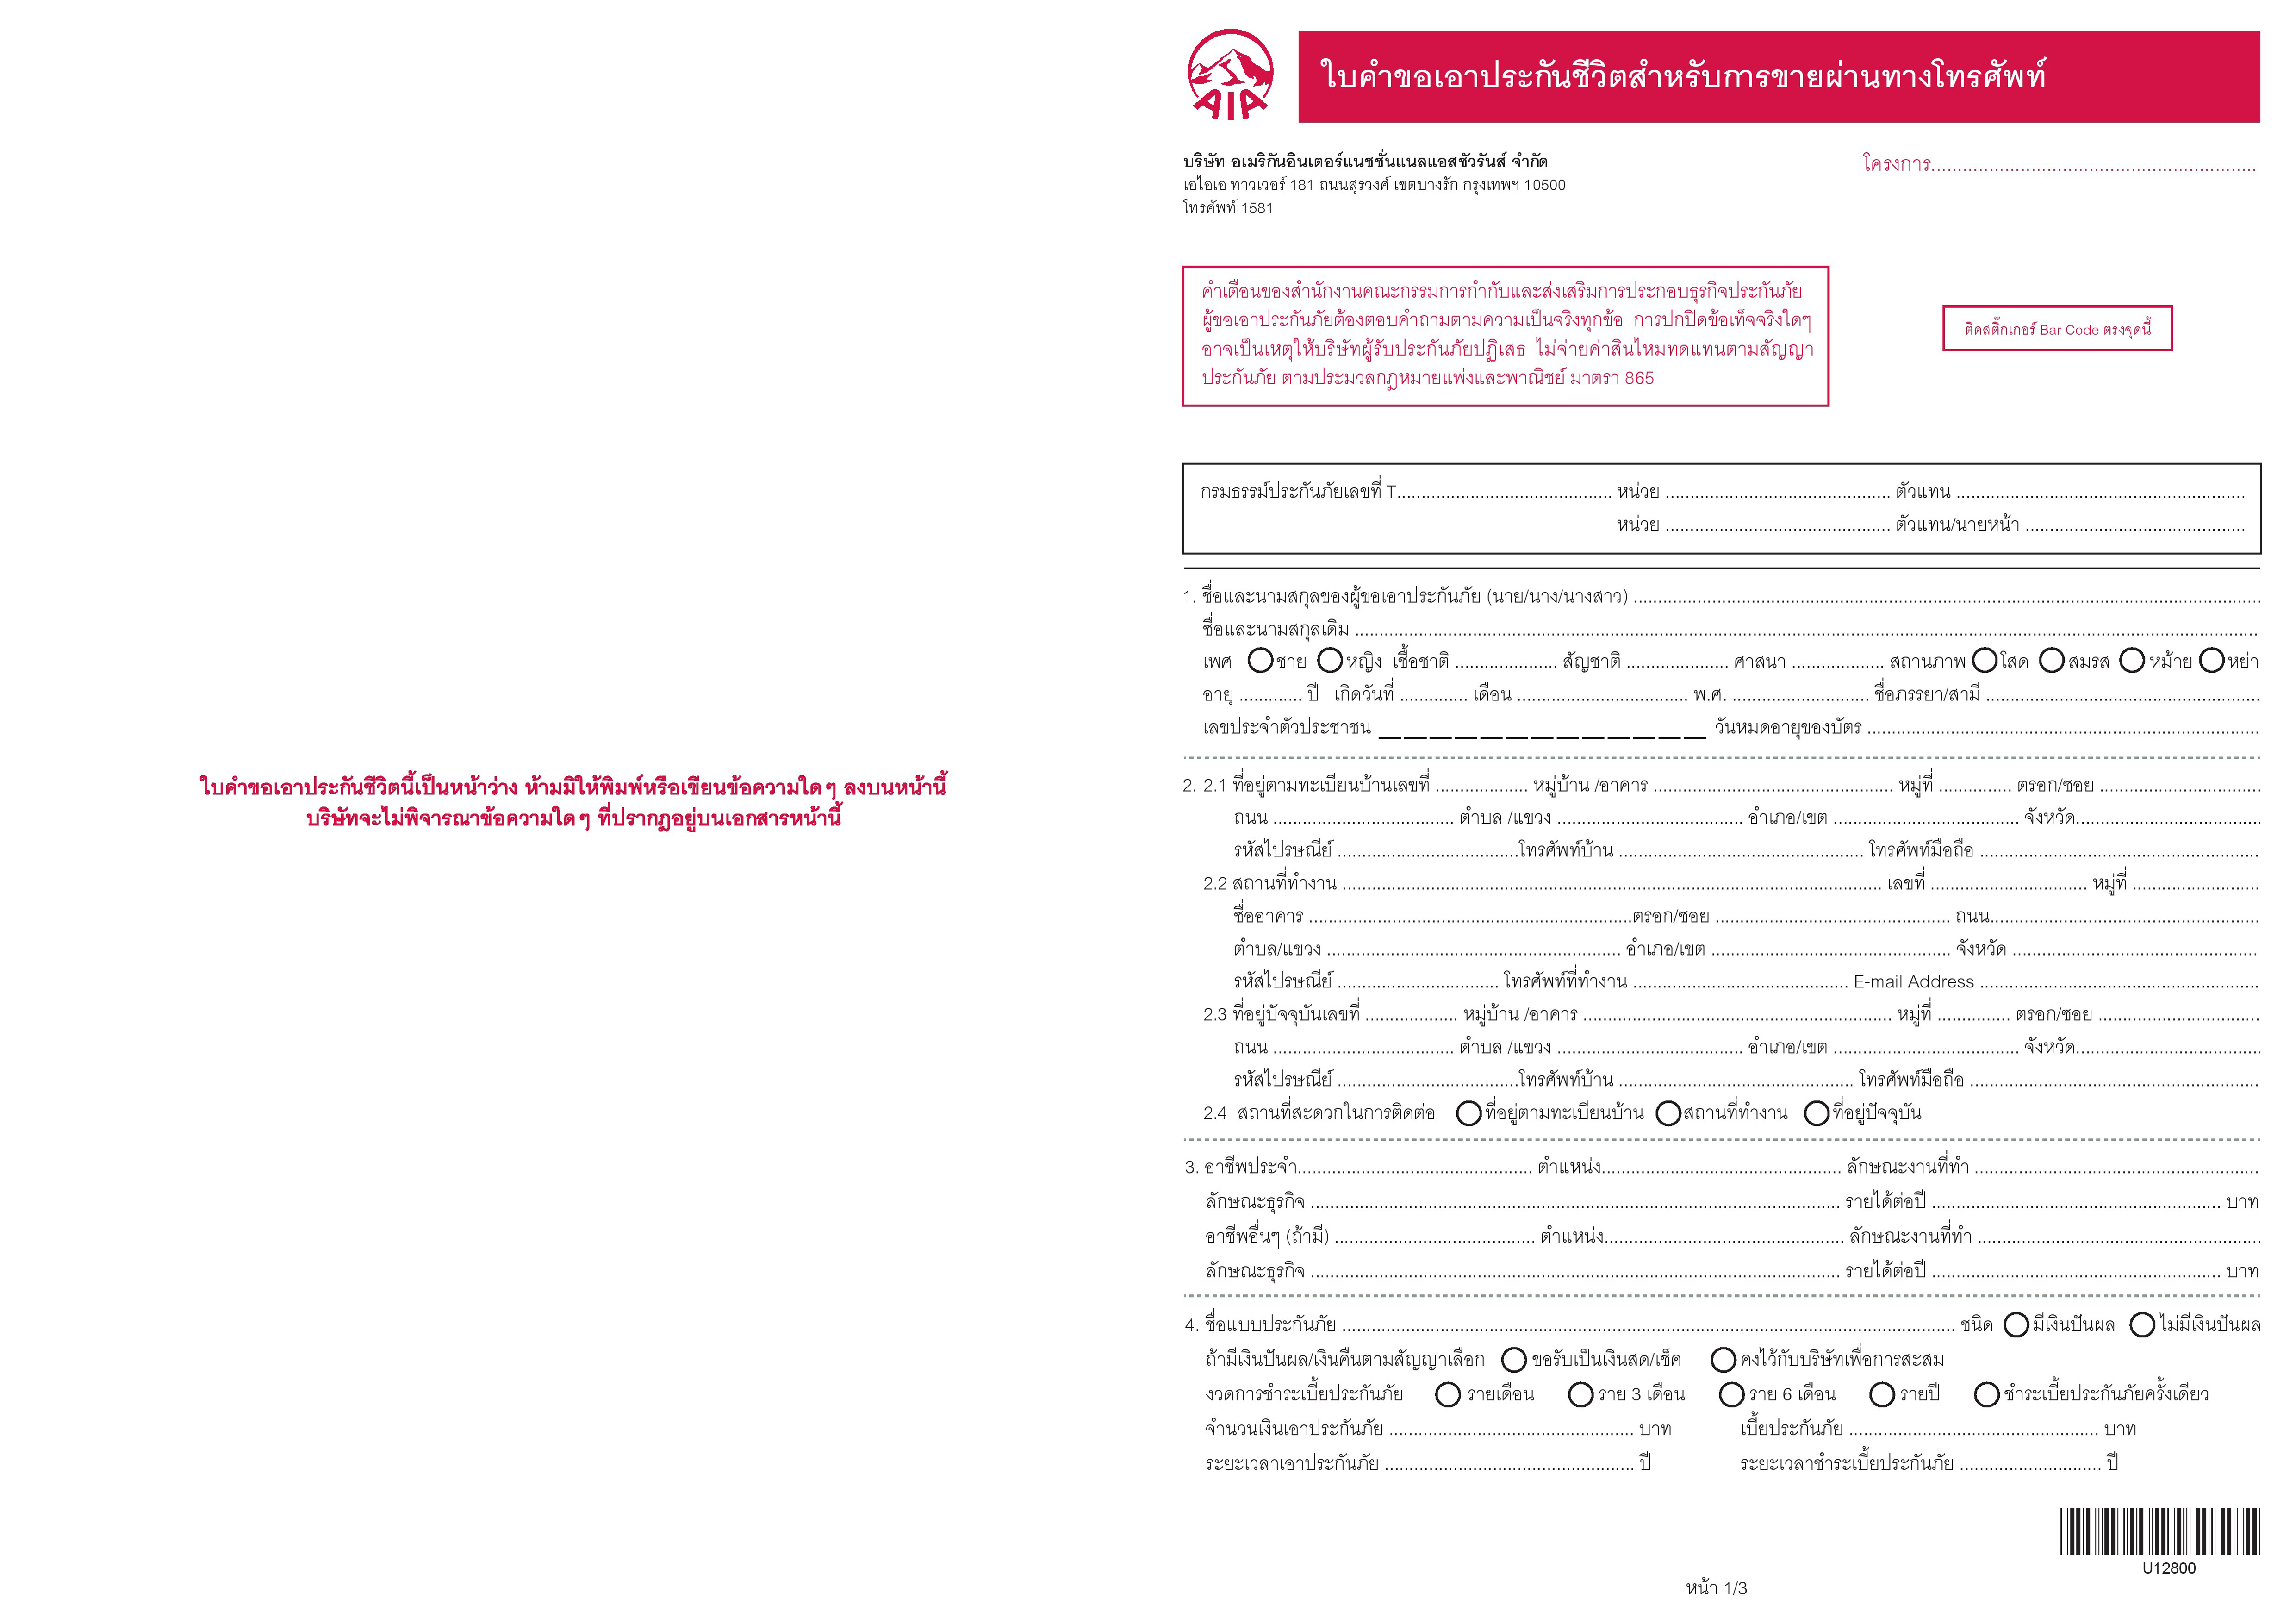 ใบคำขอเอาประกันชีวิตนี้เป็นหน้าว่าง ห้ามมิให้พิมพ์หรือเขียนข้อความใด ๆ ลงบนหน้านี้
บริษัทจะไม่พิจารณาข้อความใด ๆ ที่ปรากฏอยู่บนเอกสารหน้านี้
AIA
ใบคำขอเอาประกันชีวิตสำหรับการขายผ่านทางโทรศัพท์
บริษัท อเมริกันอินเตอร์แนชชั่นแนลแอสชัวรันส์ จำกัด
เอไอเอ ทาวเวอร์ 181 ถนนสุรวงศ์ เขตบางรัก กรุงเทพฯ 10500
โทรศัพท์ 1581
โครงการ..............................
คำเตือนของสำนักงานคณะกรรมการกำกับและส่งเสริมการประกอบธุรกิจประกันภัย
ผู้ขอเอาประกันภัยต้องตอบคำถามตามความเป็นจริงทุกข้อ การปกปิดข้อเท็จจริงใดๆ
อาจเป็นเหตุให้บริษัทผู้รับประกันภัยปฏิเสธ ไม่จ่ายค่าสินไหมทดแทนตามสัญญา
ประกันภัย ตามประมวลกฎหมายแพ่งและพาณิชย์ มาตรา 865
ติดสติ๊กเกอร์ Bar Code ตรงจุดนี้
กรมธรรม์ประกันภัยเลขที่ T.................... หน่วย .................... ตัวแทน ....................
หน่วย .................... ตัวแทน/นายหน้า ....................
1. ชื่อและนามสกุลของผู้ขอเอาประกันภัย (นาย/นาง/นางสาว) ....................
ชื่อและนามสกุลเดิม ....................
เพศ ชาย หญิง เชื้อชาติ .................... สัญชาติ .................... ศาสนา .................... สถานภาพ โสด สมรส หม้าย หย่า
อายุ ............ ปี เกิดวันที่ ............ เดือน .................... พ.ศ. .................... ชื่อภรรยา/สามี ....................
เลขประจำตัวประชาชน _ _ _ _ _ _ _ _ _ _ _ _ _ วันหมดอายุของบัตร ....................
2. 2.1 ที่อยู่ตามทะเบียนบ้านเลขที่ .................... หมู่บ้าน /อาคาร .................... หมู่ที่ ............ ตรอก/ซอย ....................
ถนน .................... ตำบล /แขวง .................... อำเภอ/เขต .................... จังหวัด....................
รหัสไปรษณีย์ ....................โทรศัพท์บ้าน .................... โทรศัพท์มือถือ ....................
2.2 สถานที่ทำงาน .................... เลขที่ .................... หมู่ที่ ....................
ชื่ออาคาร ....................ตรอก/ซอย .................... ถนน....................
ตำบล/แขวง .................... อำเภอ/เขต .................... จังหวัด ....................
รหัสไปรษณีย์ .................... โทรศัพท์ที่ทำงาน .................... E-mail Address ....................
2.3 ที่อยู่ปัจจุบันเลขที่ .................... หมู่บ้าน /อาคาร .................... หมู่ที่ ............ ตรอก/ซอย ....................
ถนน .................... ตำบล /แขวง .................... อำเภอ/เขต .................... จังหวัด....................
รหัสไปรษณีย์ ....................โทรศัพท์บ้าน .................... โทรศัพท์มือถือ ....................
2.4 สถานที่สะดวกในการติดต่อ ที่อยู่ตามทะเบียนบ้าน สถานที่ทำงาน ที่อยู่ปัจจุบัน
3. อาชีพประจำ.................... ตำแหน่ง.................... ลักษณะงานที่ทำ ....................
ลักษณะธุรกิจ .................... รายได้ต่อปี .................... บาท
อาชีพอื่นๆ (ถ้ามี) .................... ตำแหน่ง.................... ลักษณะงานที่ทำ ....................
ลักษณะธุรกิจ .................... รายได้ต่อปี .................... บาท
4. ชื่อแบบประกันภัย .................... ชนิด มีเงินปันผล ไม่มีเงินปันผล
ถ้ามีเงินปันผล/เงินคืนตามสัญญาเลือก ขอรับเป็นเงินสด/เช็ค คงไว้กับบริษัทเพื่อการสะสม
งวดการชำระเบี้ยประกันภัย รายเดือน ราย 3 เดือน ราย 6 เดือน รายปี ชำระเบี้ยประกันภัยครั้งเดียว
จำนวนเงินเอาประกันภัย .................... บาท เบี้ยประกันภัย .................... บาท
ระยะเวลาเอาประกันภัย .................... ปี ระยะเวลาชำระเบี้ยประกันภัย .................... ปี
U12800
หน้า 1/3